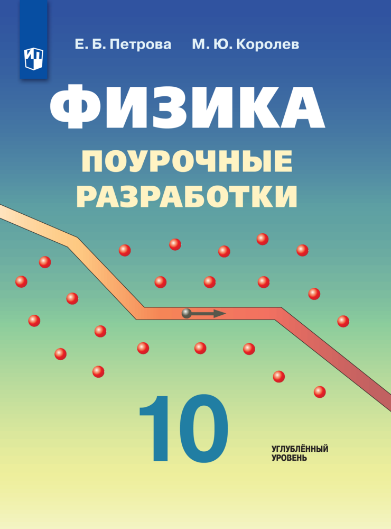 Е. Б. Петрова М. Ю. Королев
ФИЗИКА
ПОУРОЧНЫЕ
РАЗРАБОТКИ
10
УГЛУБЛЁННЫЙ
УРОВЕНЬ